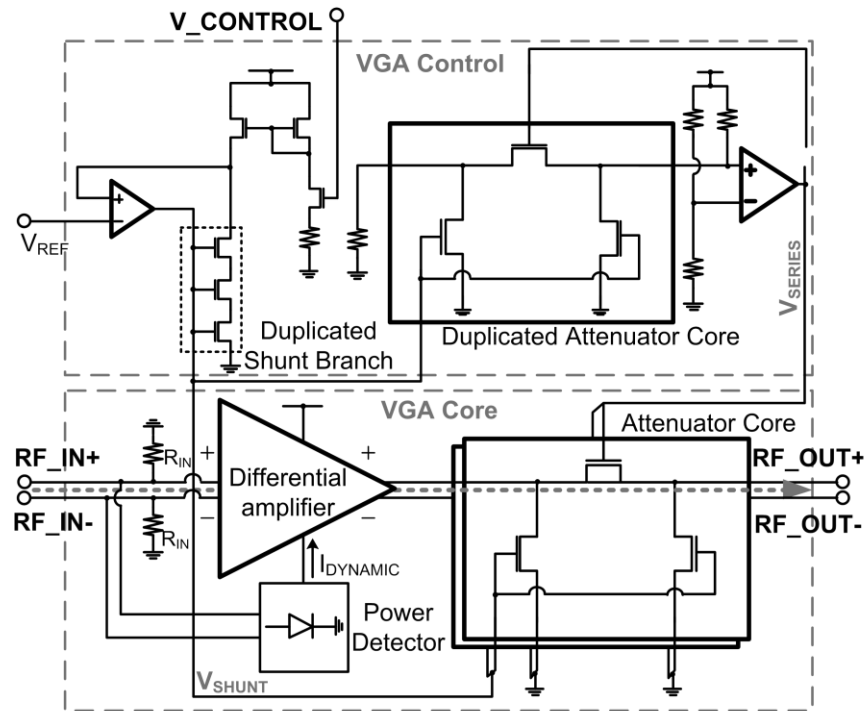 V_CONTROL
VGA Control
+
−
V_REF
+
−
V_SERIES
Duplicated
Shunt Branch
Duplicated Attenuator Core
VGA Core
Attenuator Core
RF_IN+
R_IN
+
+
RF_OUT+
Differential
amplifier
RF_IN-
R_IN
−
−
RF_OUT-
I_DYNAMIC
Power
Detector
V_SHUNT